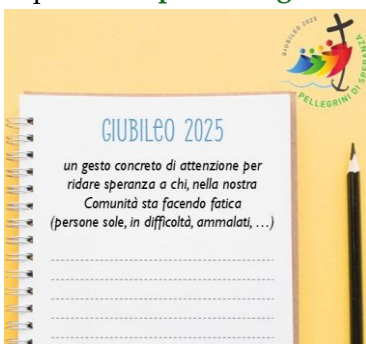 GIUBILEO 2025
PELLEGRINI DI SPERANZA
GIUBILEO 2025
un gesto concreto di attenzione per
ridare speranza a chi, nella nostra
Comunità sta facendo fatica
(persone sole, in difficoltà, ammalati, …)